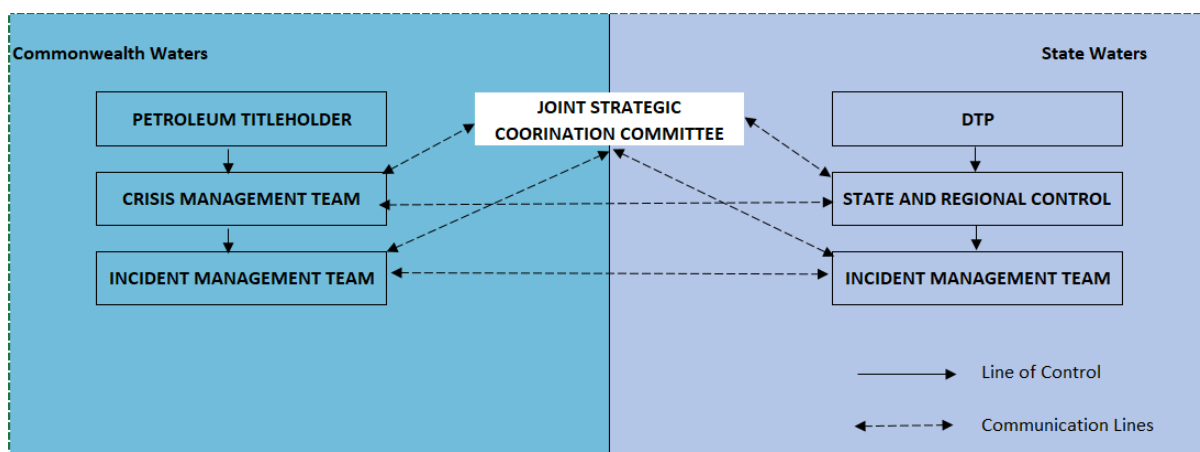 Commonwealth Waters
State Waters
PETROLEUM TITLEHOLDER
JOINT STRATEGIC
COORINATION COMMITTEE
DTP
CRISIS MANAGEMENT TEAM
STATE AND REGIONAL CONTROL
INCIDENT MANAGEMENT TEAM
INCIDENT MANAGEMENT TEAM
Line of Control
Communication Lines